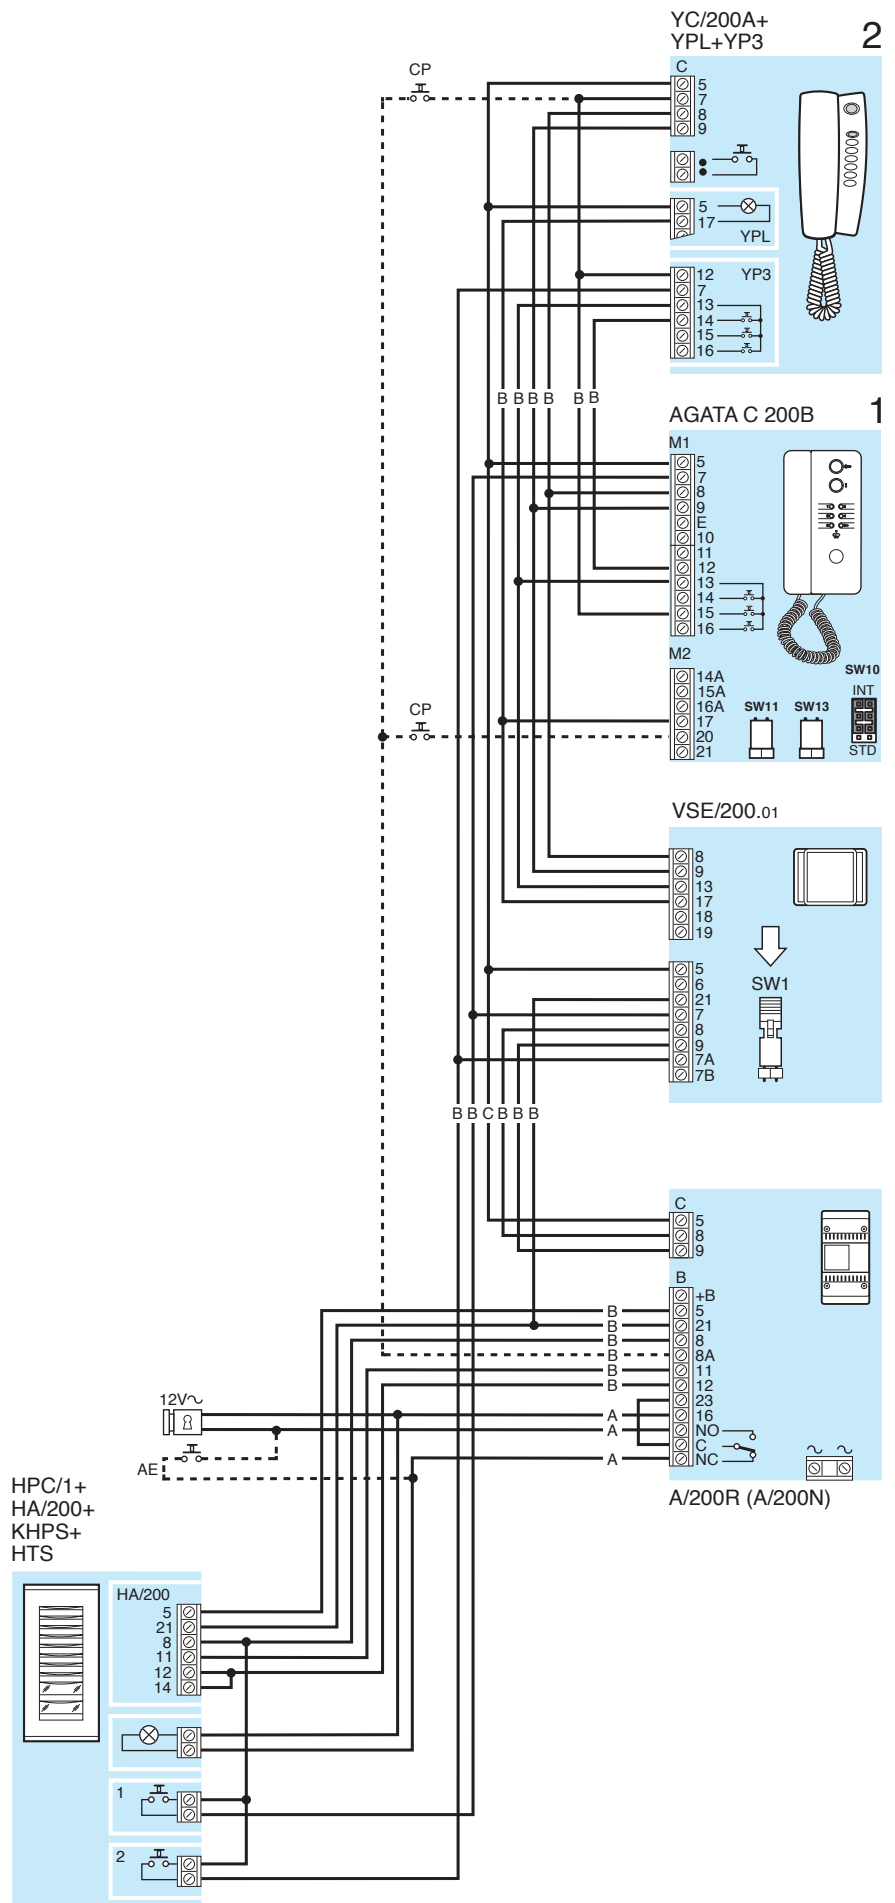 YC/200A+
YPL+YP3
2
CP
C
5
7
8
9
5
17
YPL
12
YP3
7
13
14
15
16
B B B B B B
AGATA C 200B
1
M1
5
7
8
9
E
10
11
12
13
14
15
16
M2
14A
15A
16A
17
20
21
SW11
SW13
SW10
INT
STD
CP
VSE/200.01
8
9
13
17
18
19
5
6
21
7
8
9
7A
7B
SW1
B B C B B B
C
5
8
9
B
+B
B 5
B 21
B 8
B 8A
B 11
B 12
23
A 16
A NO
C
A NC
12V~
AE
A/200R (A/200N)
HPC/1+
HA/200+
KHPS+
HTS
HA/200
5
21
8
11
12
14
1
2